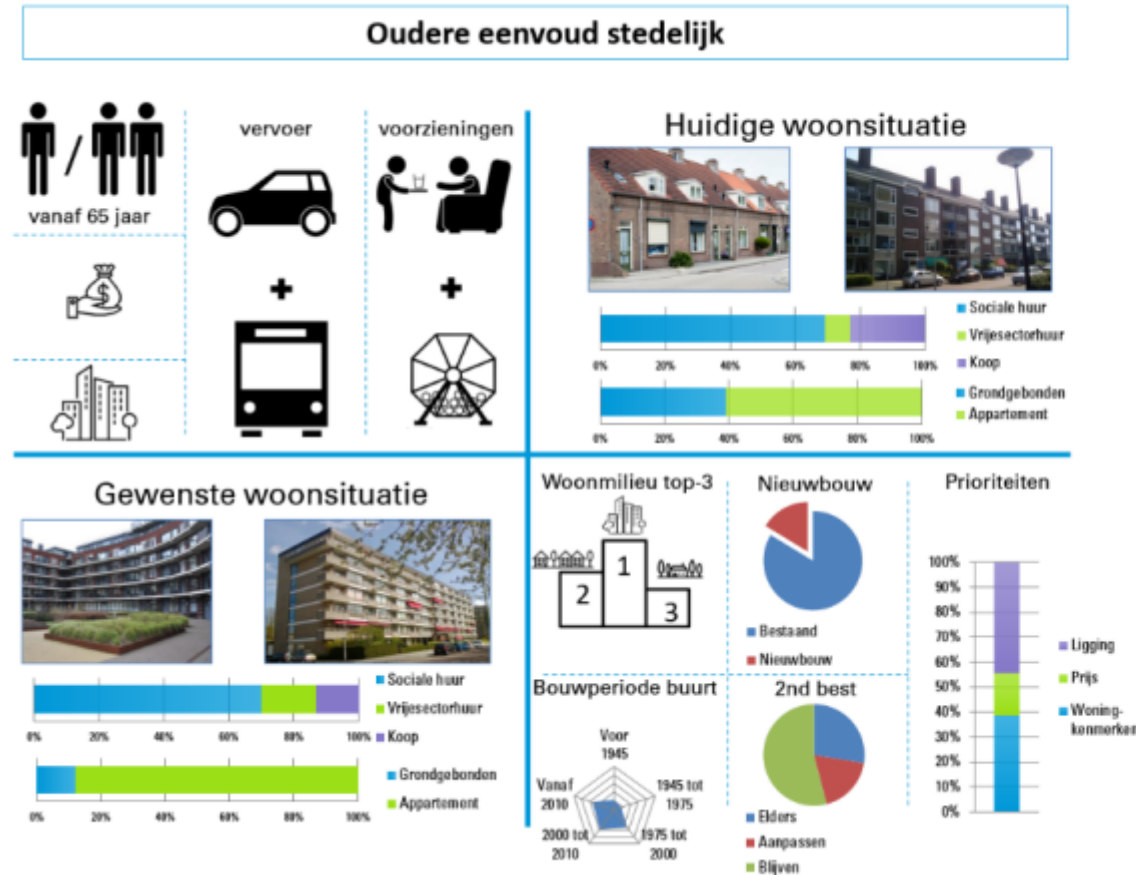 Oudere eenvoud stedelijk
vanaf 65 jaar
vervoer
+
voorzieningen
+
Huidige woonsituatie
Sociale huur
Vrijesectorhuur
Koop
0% 20% 40% 60% 80% 100%
Grondgebonden
Appartement
0% 20% 40% 60% 80% 100%
Gewenste woonsituatie
Sociale huur
Vrijesectorhuur
Koop
0% 20% 40% 60% 80% 100%
Grondgebonden
Appartement
0% 20% 40% 60% 80% 100%
Woonmilieu top-3
1
2
3
Nieuwbouw
Bestaand
Nieuwbouw
Bouwperiode buurt
Voor
1945
1945 tot
1975
1975 tot
2000
2000 tot
2010
Vanaf
2010
2nd best
Elders
Aanpassen
Blijven
Prioriteiten
100%
90%
80%
70%
60%
50%
40%
30%
20%
10%
0%
Ligging
Prijs
Woning-
kenmerken